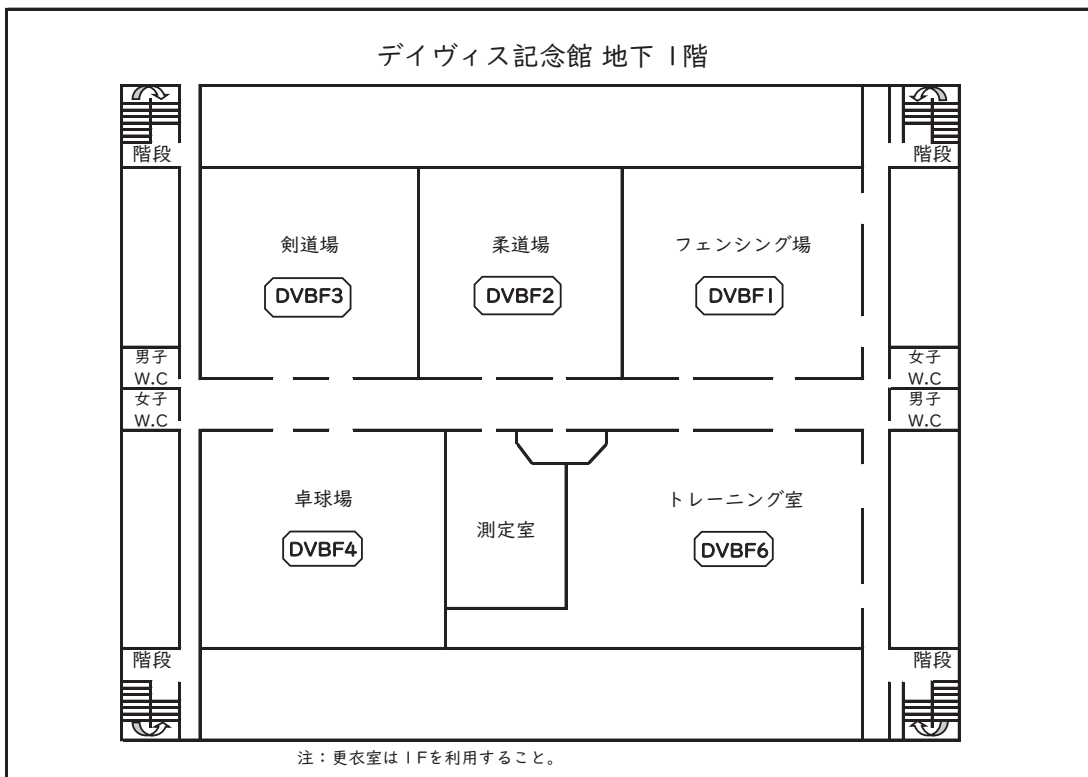 デイヴィス記念館 地下 1階
階段
階段
剣道場
柔道場
フェンシング場
DVBF3
DVBF2
DVBF1
男子
W.C
女子
W.C
女子
W.C
男子
W.C
卓球場
測定室
トレーニング室
DVBF4
DVBF6
階段
階段
注：更衣室は1Fを利用すること。